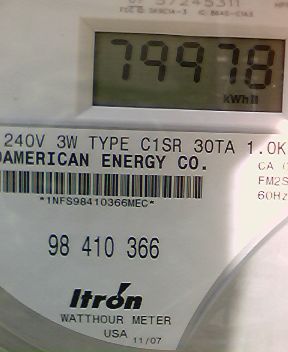 37245311
79978
kWh
240V 3W TYPE C1SR 30TA 1.0K
AMERICAN ENERGY CO.
CA
FM2S
60Hz
*1NFS98410366MEC*
98 410 366
Itron
WATTHOUR METER
USA 11/07